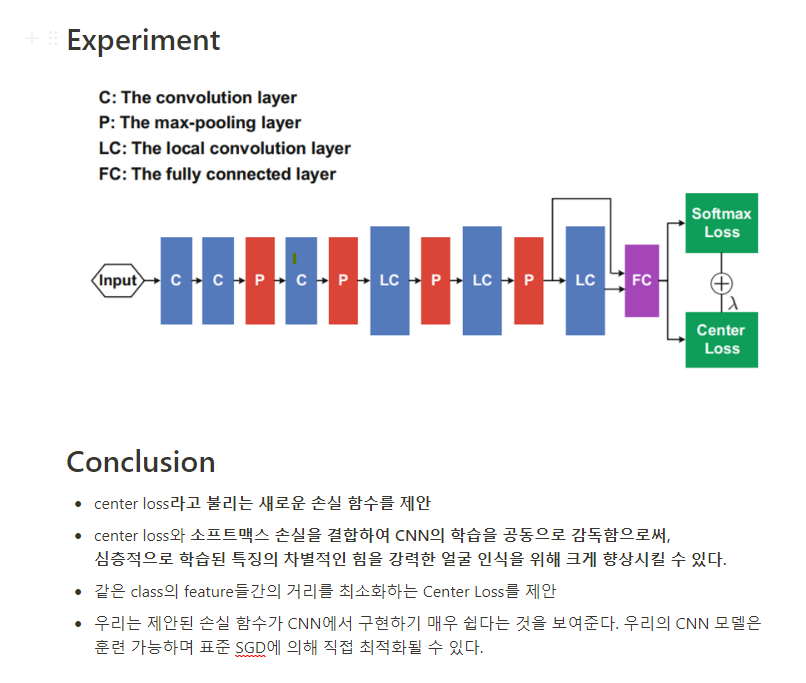 Experiment
C: The convolution layer
P: The max-pooling layer
LC: The local convolution layer
FC: The fully connected layer
Input
C
C
P
C
P
LC
P
LC
P
LC
FC
Softmax
Loss
λ
Center
Loss
Conclusion
center loss라고 불리는 새로운 손실 함수를 제안
center loss와 소프트맥스 손실을 결합하여 CNN의 학습을 공동으로 감독함으로써,
심층적으로 학습된 특징의 차별적인 힘을 강력한 얼굴 인식을 위해 크게 향상시킬 수 있다.
같은 class의 feature들간의 거리를 최소화하는 Center Loss를 제안
우리는 제안된 손실 함수가 CNN에서 구현하기 매우 쉽다는 것을 보여준다. 우리의 CNN 모델은
훈련 가능하며 표준 SGD에 의해 직접 최적화될 수 있다.